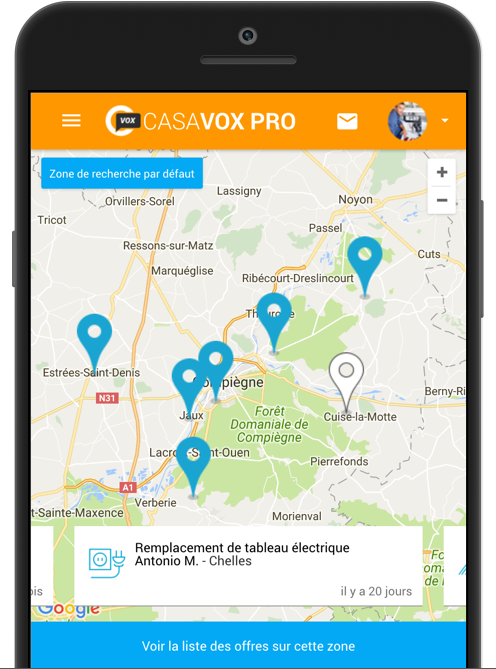 VOX CASAVOX PRO
Zone de recherche par défaut
+
Lassigny
Orvillers-Sorel
Noyon
Tricot
−
Passel
Ressons-sur-Matz
Cuts
Marquéglise
Ribécourt-Dreslincourt
Thourotte
Estrées-Saint-Denis
Compiègne
Berny-Ri
N31
Jaux
Forêt
Domaniale de
Compiègne
Cuise-la-Motte
Lacroix-Saint-Ouen
Pierrefonds
A1
Verberie
t-Sainte-Maxence
Morienval
Remplacement de tableau électrique
Antonio M. - Chelles
il y a 20 jours
ois
Fo
Google
Voir la liste des offres sur cette zone